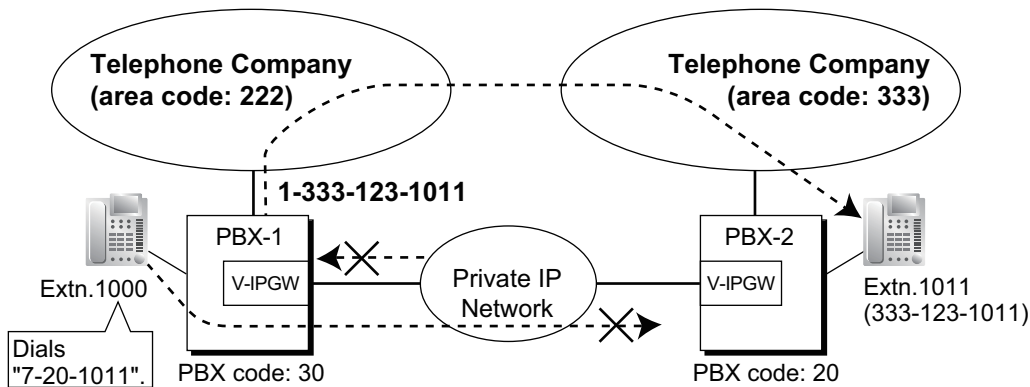 Telephone Company
(area code: 222)
Telephone Company
(area code: 333)
1-333-123-1011
PBX-1
PBX-2
V-IPGW
Private IP
Network
V-IPGW
Extn.1000
Extn.1011
(333-123-1011)
Dials
"7-20-1011".
PBX code: 30
PBX code: 20